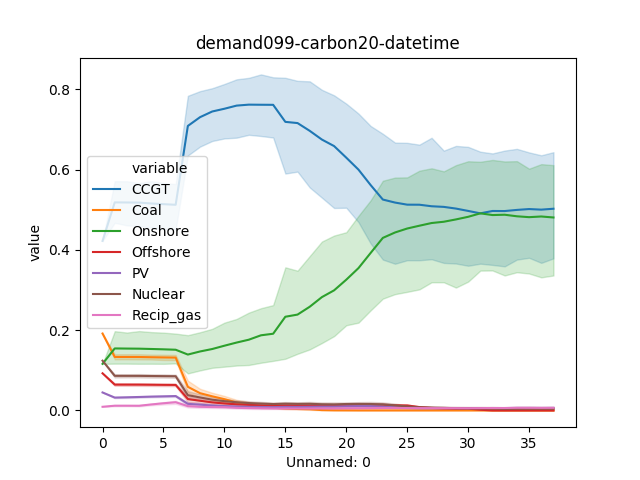 demand099-carbon20-datetime
0.8
0.6
0.4
0.2
0.0
value
variable
CCGT
Coal
Onshore
Offshore
PV
Nuclear
Recip_gas
0 5 10 15 20 25 30 35
Unnamed: 0